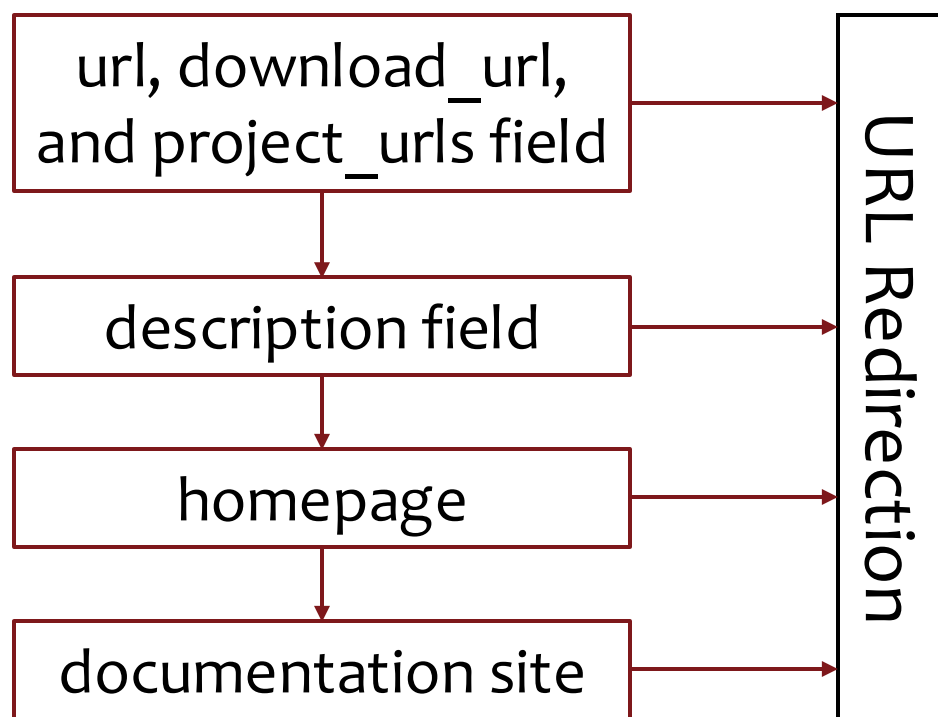 url, download_url,
and project_urls field
description field
homepage
documentation site
URL Redirection